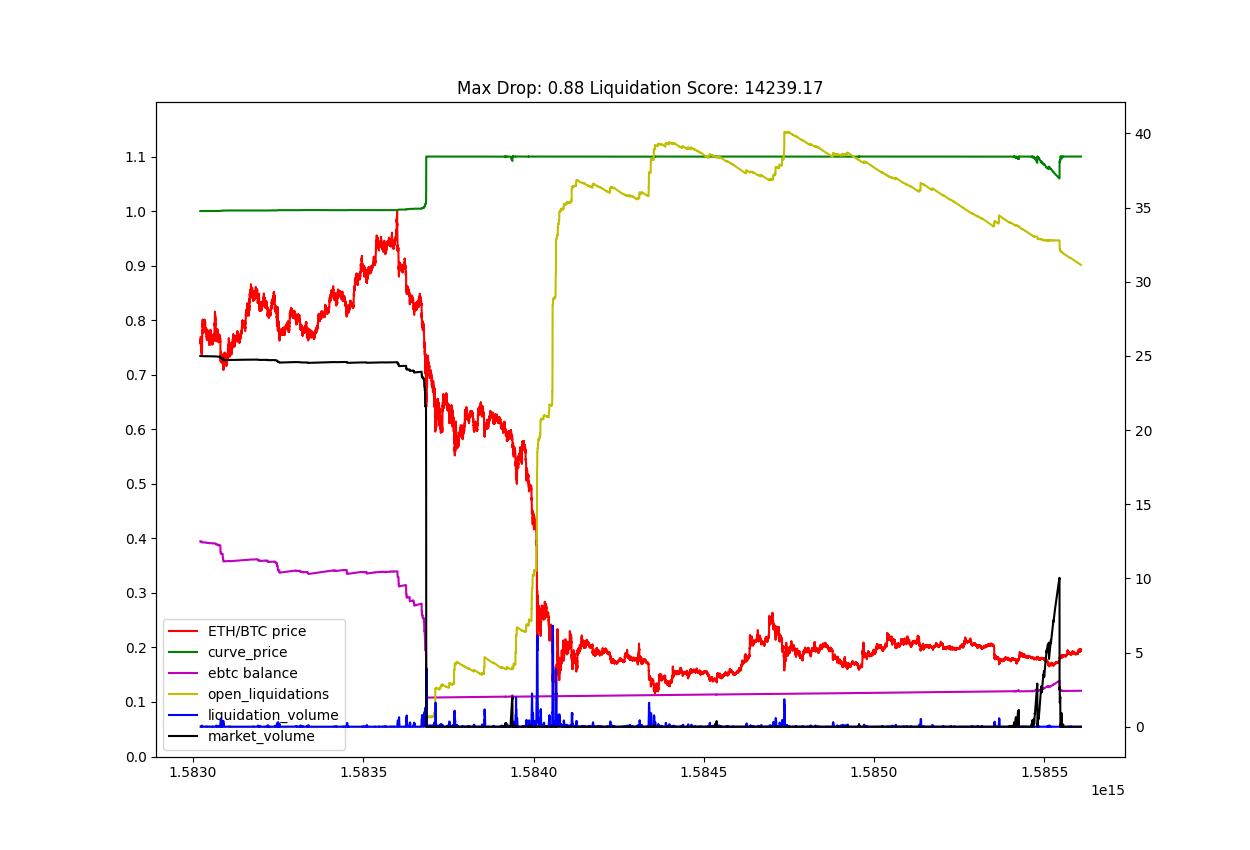 Max Drop: 0.88 Liquidation Score: 14239.17
1.1
1.0
0.9
0.8
0.7
0.6
0.5
0.4
0.3
0.2
0.1
0.0
40
35
30
25
20
15
10
5
0
ETH/BTC price
curve_price
ebtc balance
open_liquidations
liquidation_volume
market_volume
1.5830 1.5835 1.5840 1.5845 1.5850 1.5855
1e15